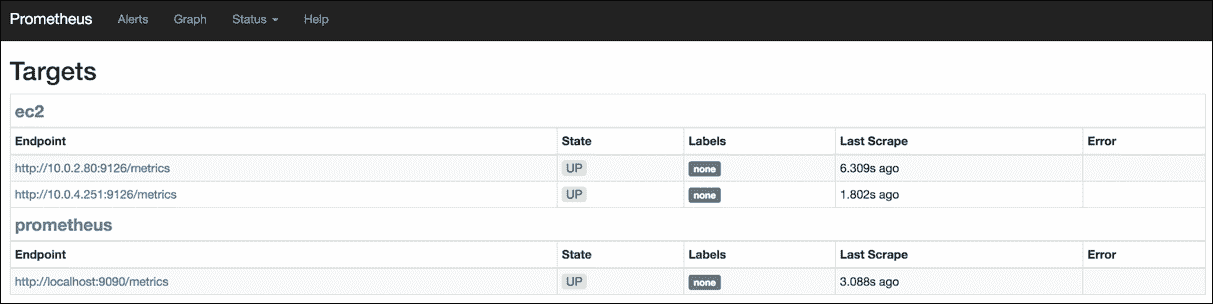 Prometheus Alerts Graph Status Help
Targets
ec2
Endpoint State Labels Last Scrape Error
http://10.0.2.80:9126/metrics UP none 6.309s ago
http://10.0.4.251:9126/metrics UP none 1.802s ago
prometheus
Endpoint State Labels Last Scrape Error
http://localhost:9090/metrics UP none 3.088s ago